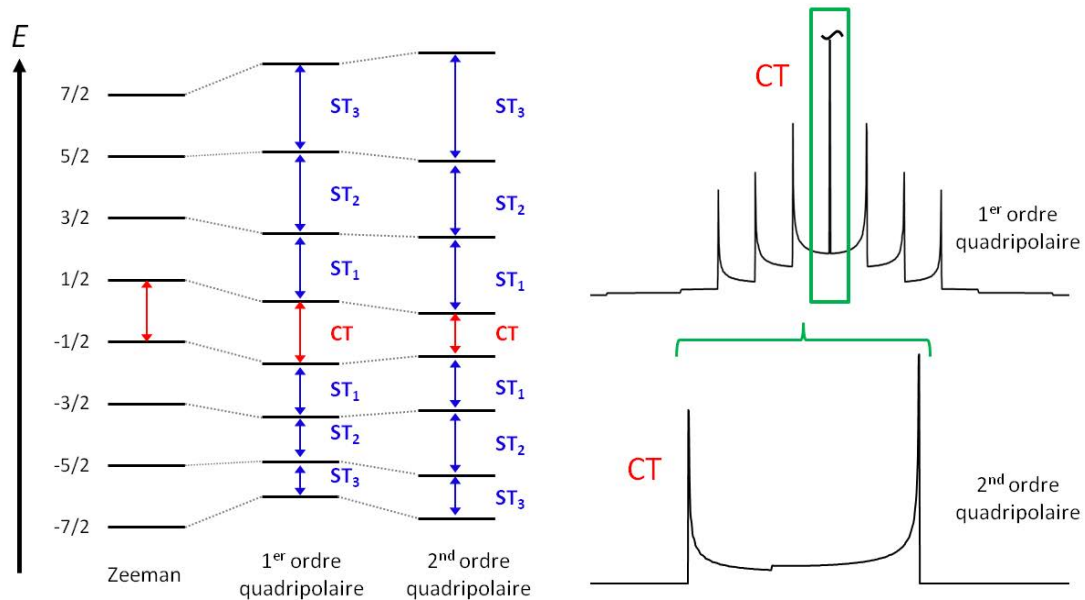 E
7/2
5/2
3/2
1/2
-1/2
-3/2
-5/2
-7/2
Zeeman
ST3
ST2
ST1
CT
ST1
ST2
ST3
1er ordre
quadripolaire
ST3
ST2
ST1
CT
ST1
ST2
ST3
2nd ordre
quadripolaire
CT
1er ordre
quadripolaire
CT
2nd ordre
quadripolaire